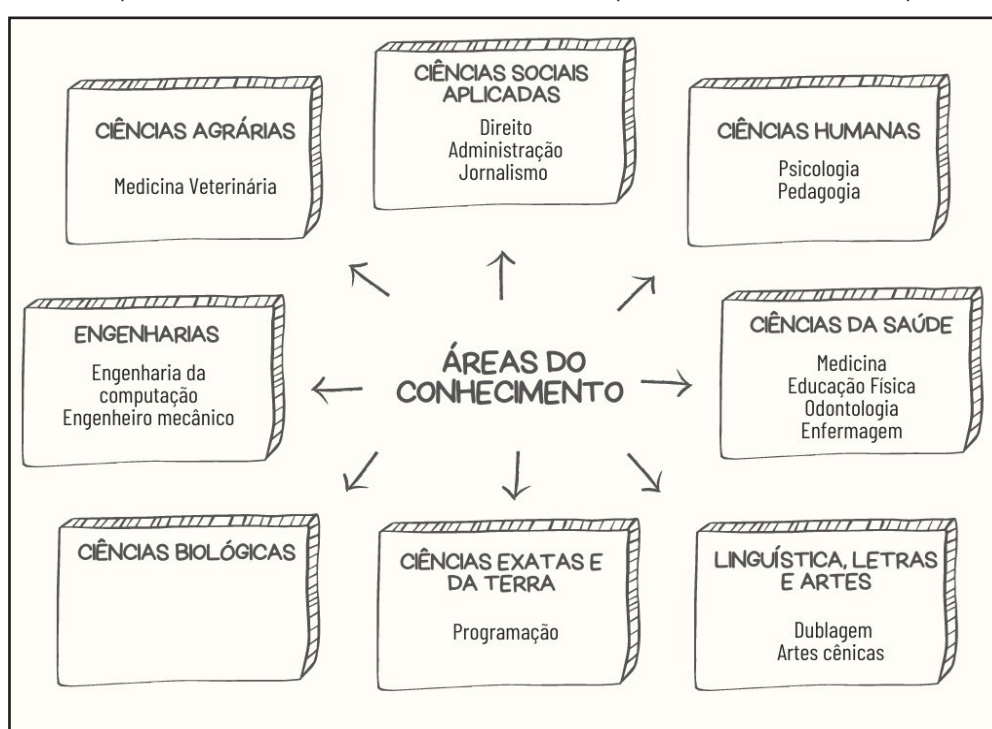 CIÊNCIAS AGRÁRIAS
Medicina Veterinária
CIÊNCIAS SOCIAIS
APLICADAS
Direito
Administração
Jornalismo
CIÊNCIAS HUMANAS
Psicologia
Pedagogia
ENGENHARIAS
Engenharia da
computação
Engenheiro mecânico
ÁREAS DO
CONHECIMENTO
CIÊNCIAS DA SAÚDE
Medicina
Educação Física
Odontologia
Enfermagem
CIÊNCIAS BIOLÓGICAS
CIÊNCIAS EXATAS E
DA TERRA
Programação
LINGUÍSTICA, LETRAS
E ARTES
Dublagem
Artes cênicas